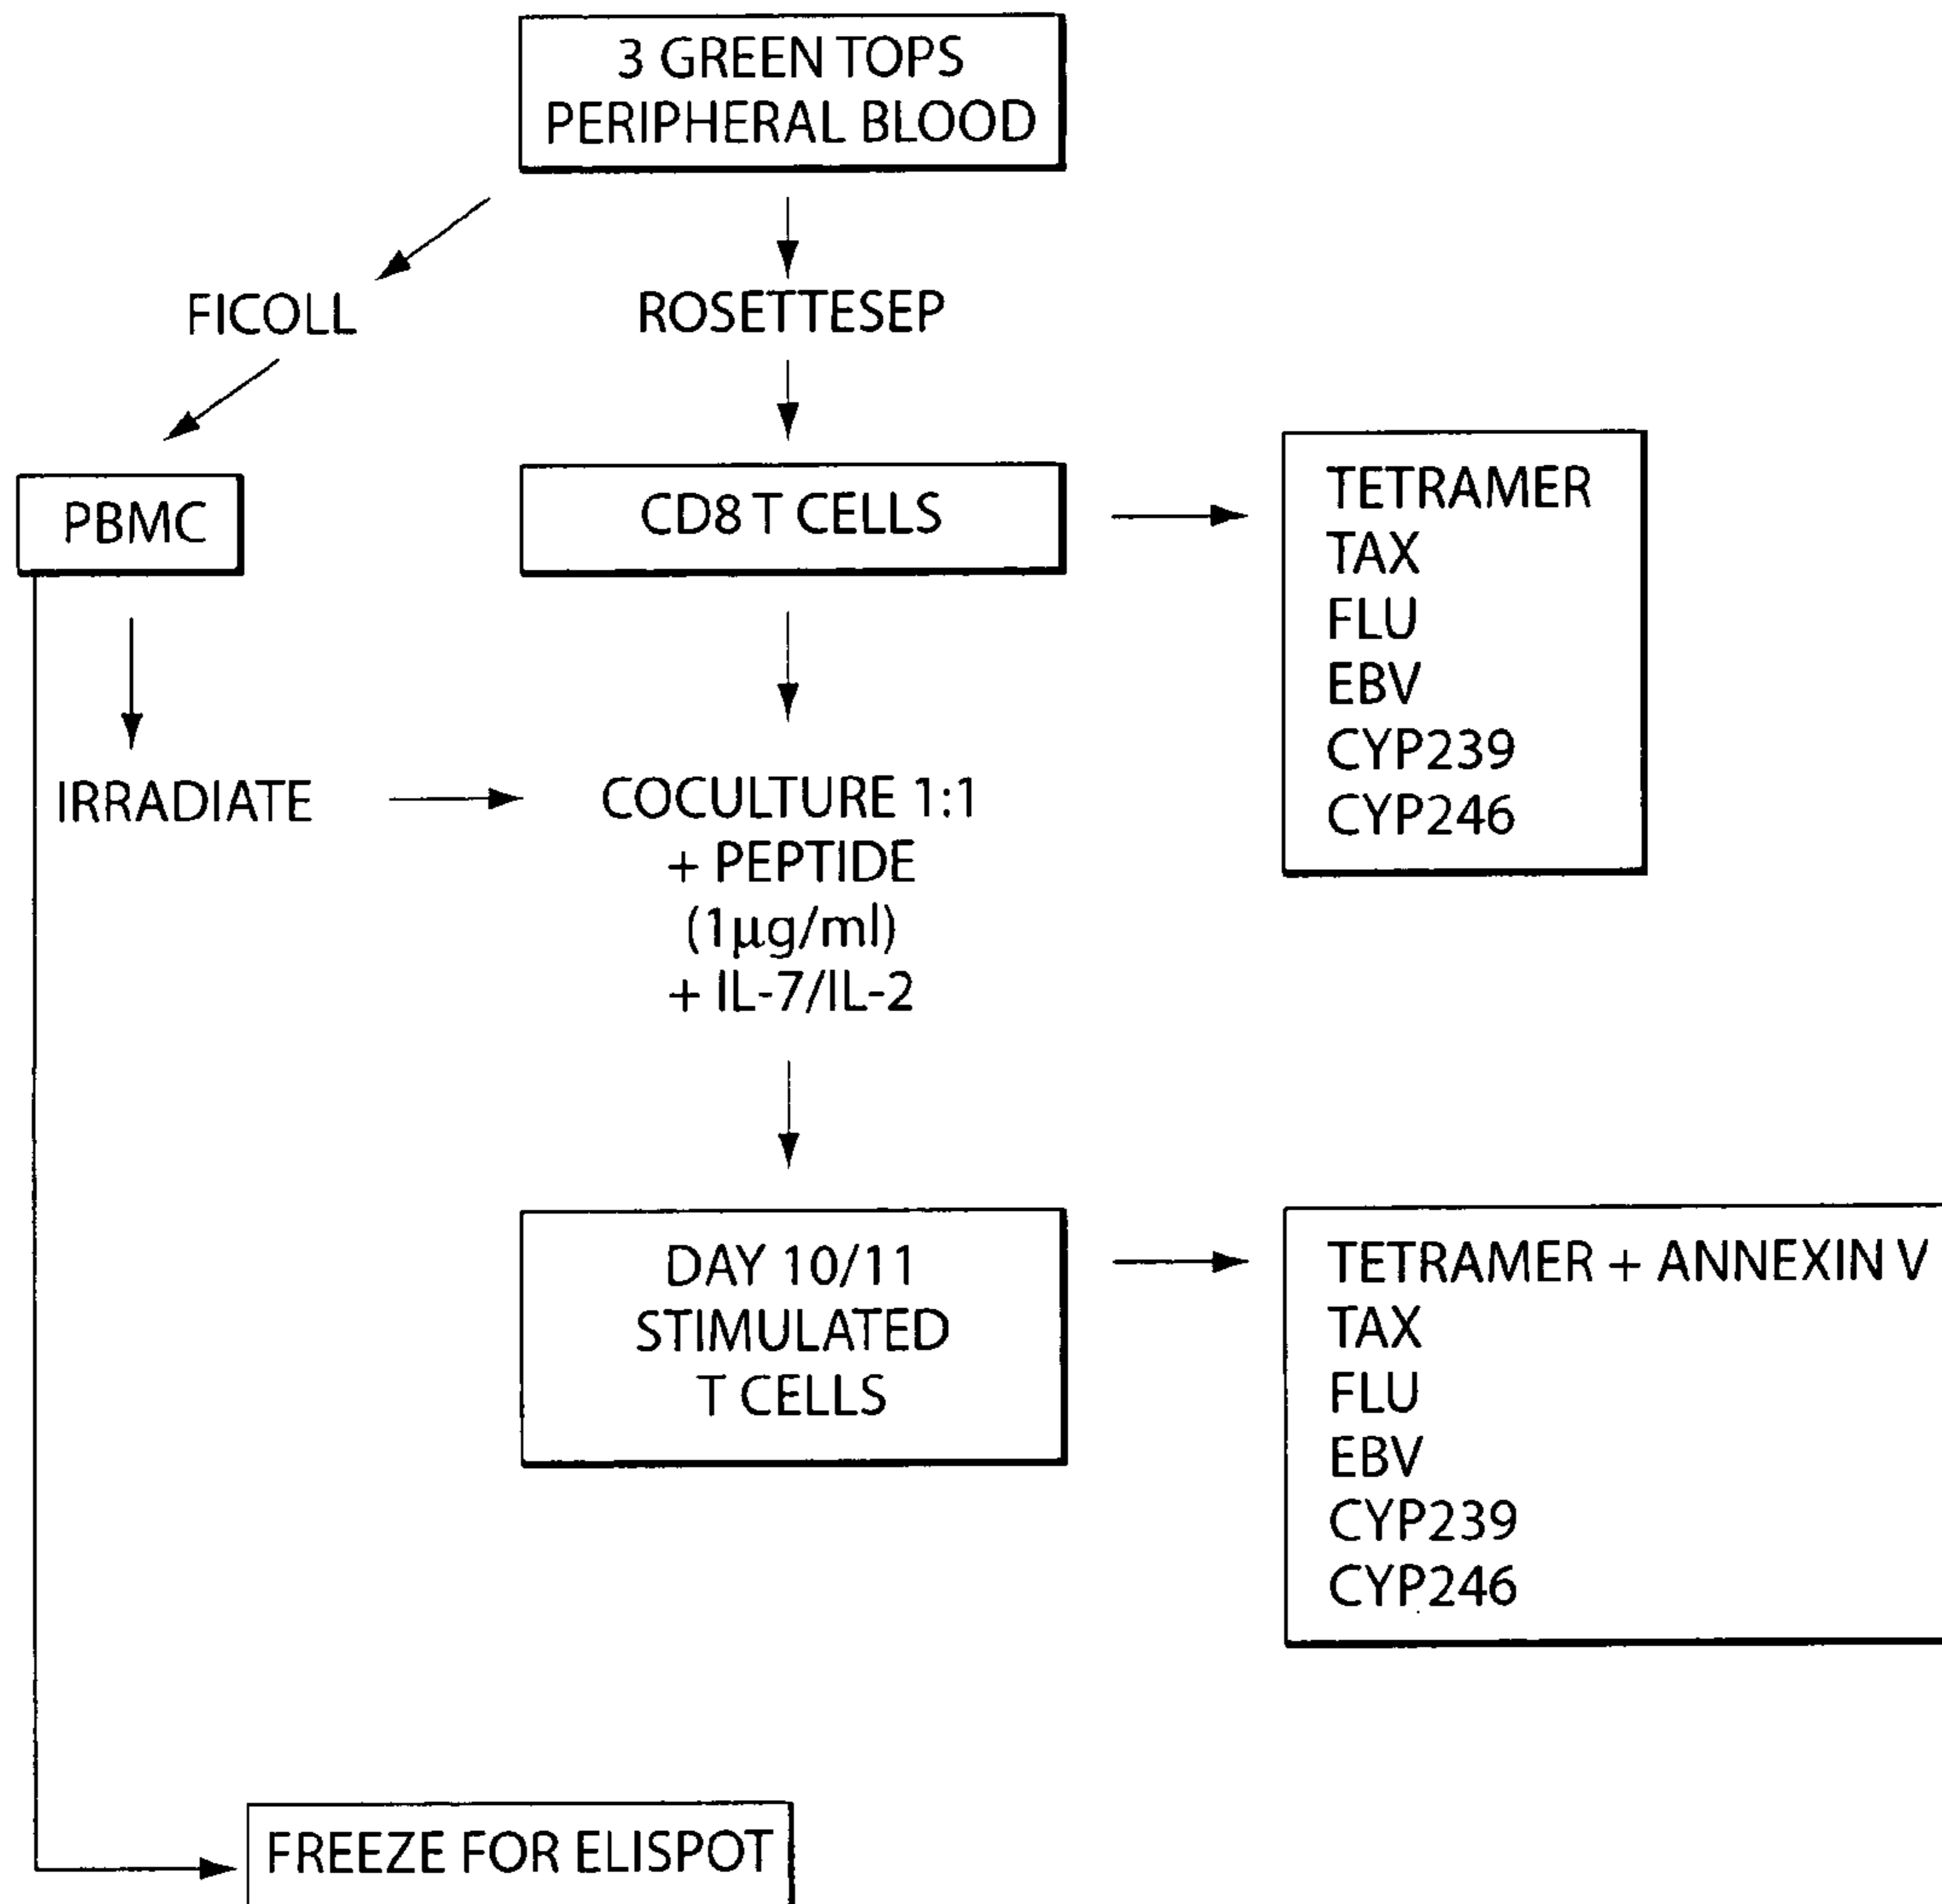 3 GREEN TOPS
PERIPHERAL BLOOD
FICOLL
ROSETTESEP
PBMC
CD8 T CELLS
TETRAMER
TAX
FLU
EBV
CYP239
CYP246
IRRADIATE
COCULTURE 1:1
+ PEPTIDE
(1μg/ml)
+ IL-7/IL-2
DAY 10/11
STIMULATED
T CELLS
TETRAMER + ANNEXIN V
TAX
FLU
EBV
CYP239
CYP246
FREEZE FOR ELISPOT